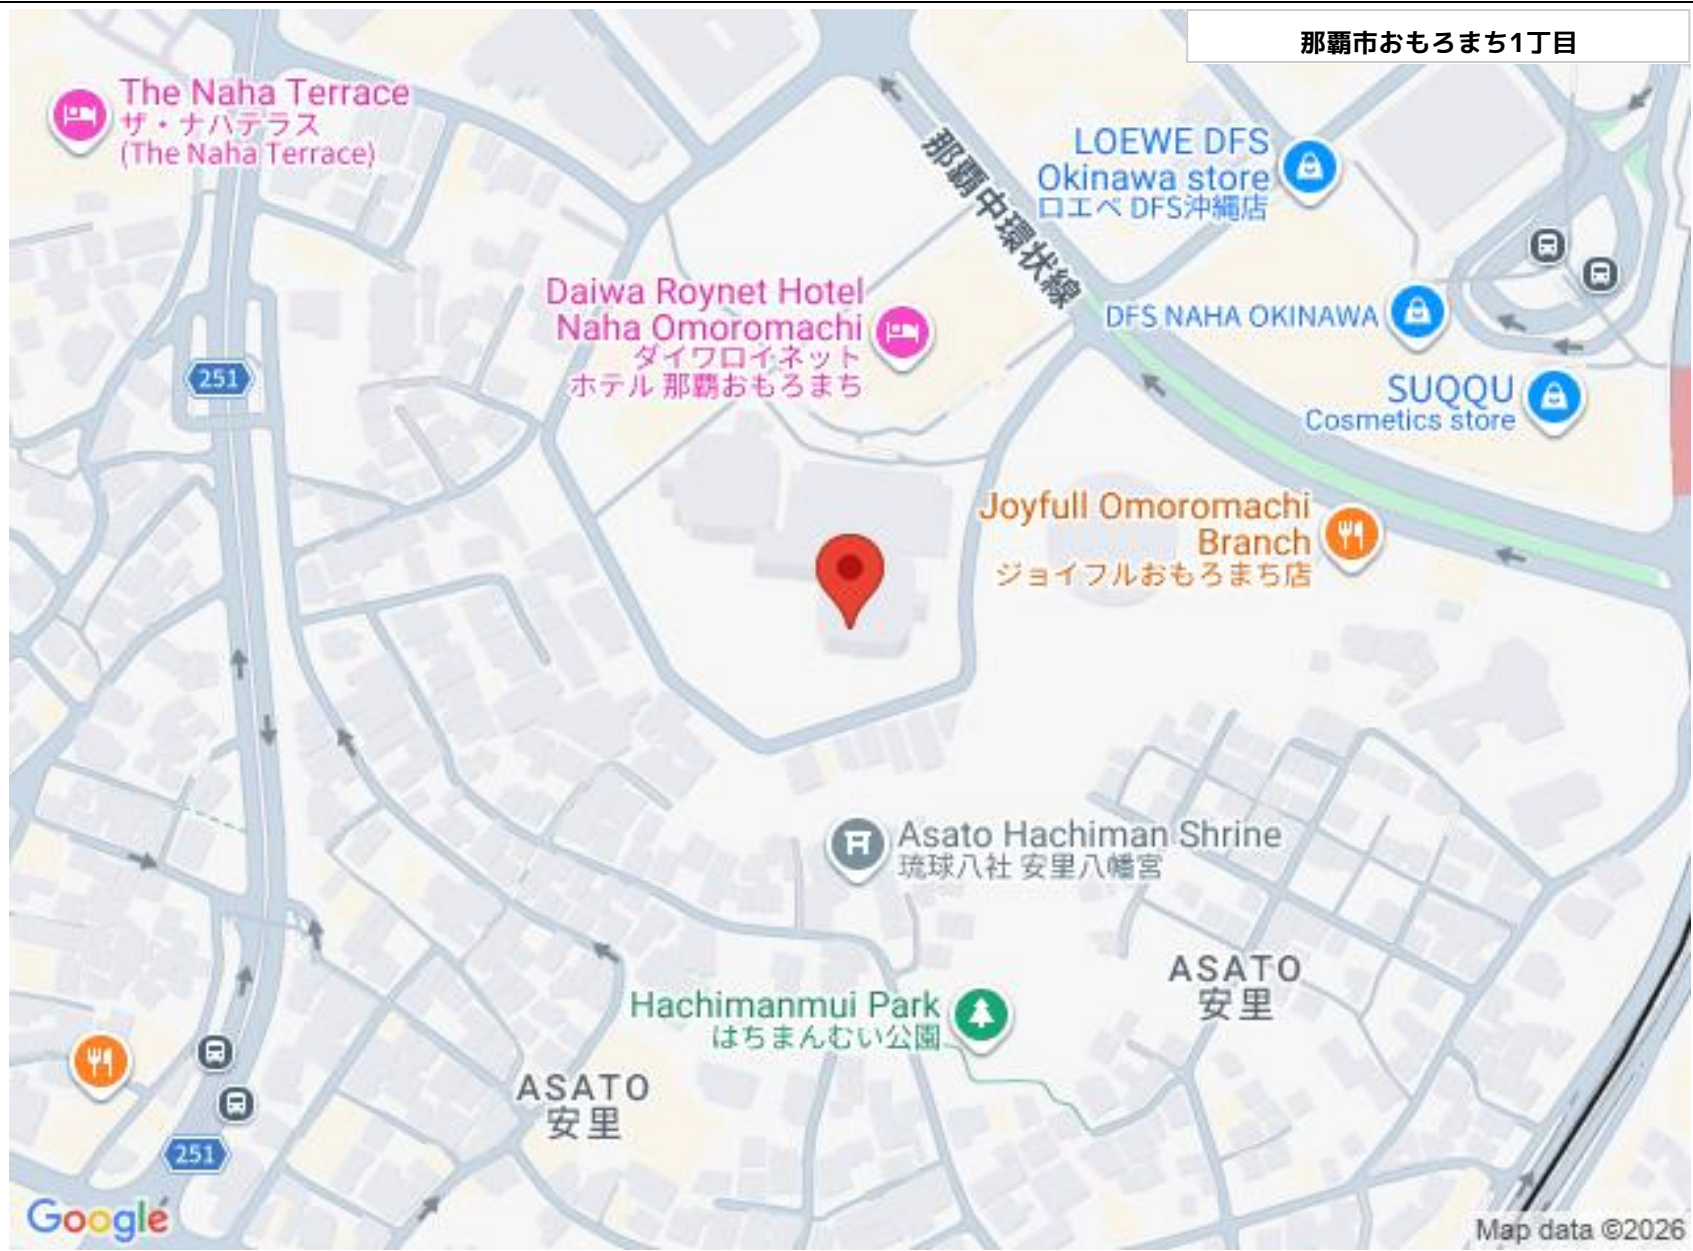 那覇市おもろまち1丁目
The Naha Terrace
ザ・ナハテラス
(The Naha Terrace)
那覇中環状線
LOEWE DFS
Okinawa store
ロエベ DFS沖縄店
Daiwa Roynet Hotel
Naha Omoromachi
ダイワロイネット
ホテル 那覇おもろまち
DFS NAHA OKINAWA
251
SUQQU
Cosmetics store
Joyfull Omoromachi
Branch
ジョイフルおもろまち店
Asato Hachiman Shrine
琉球八社 安里八幡宮
ASATO
安里
Hachimanmui Park
はちまんむい公園
ASATO
安里
251
Google
Map data ©2026